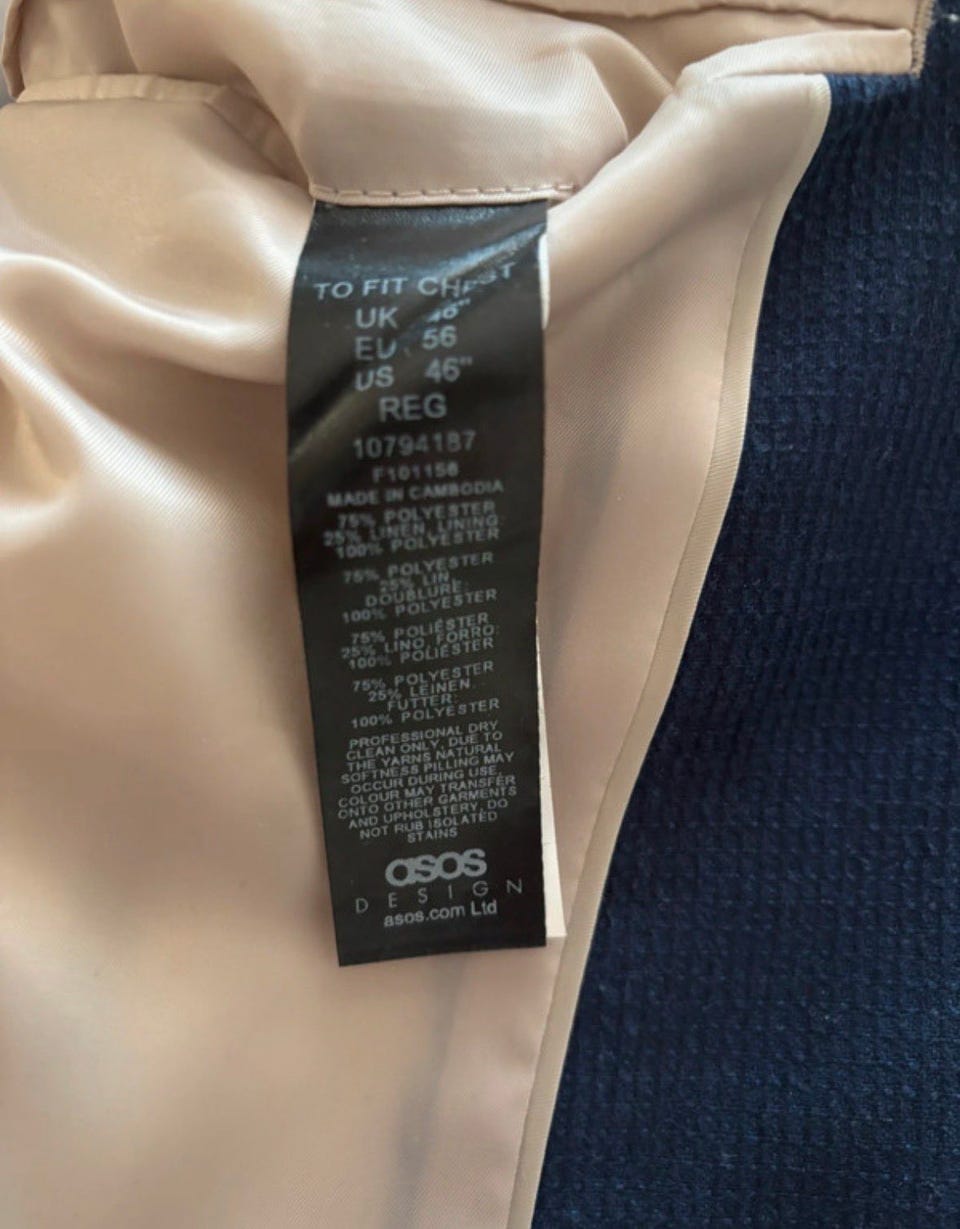 TO FIT CHEST
UK 46"
EU 56
US 46"
REG
10794187
F101158
MADE IN CAMBODIA
75% POLYESTER
25% LINEN, LINING:
100% POLYESTER
75% POLYESTER
25% LIN
DOUBLURE:
100% POLYESTER
75% POLIÉSTER
25% LINO, FORRO:
100% POLIÉSTER
75% POLYESTER
25% LEINEN.
FUTTER:
100% POLYESTER
PROFESSIONAL DRY
CLEAN ONLY, DUE TO
THE YARNS NATURAL
SOFTNESS PILLING MAY
OCCUR DURING USE,
COLOUR MAY TRANSFER
ONTO OTHER GARMENTS
AND UPHOLSTERY, DO
NOT RUB ISOLATED
STAINS
asos
DESIGN
asos.com Ltd